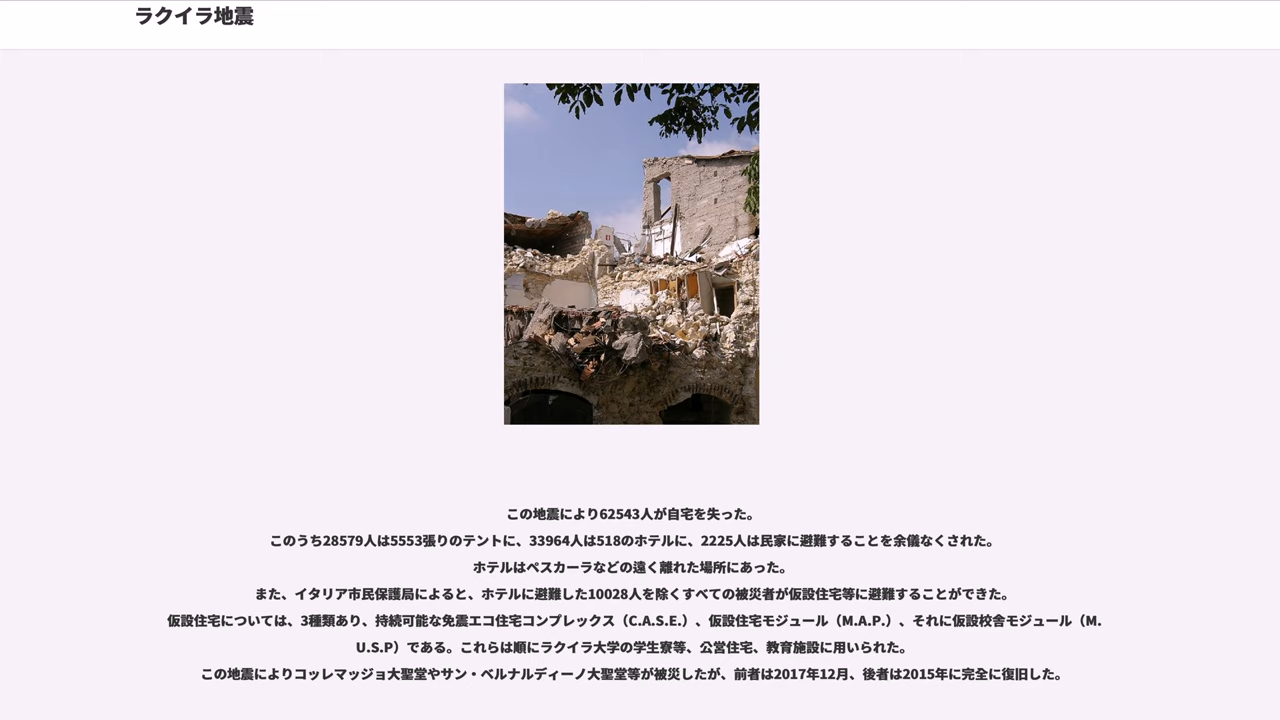 ラクイラ地震
この地震により62543人が自宅を失った。
このうち28579人は5553張りのテントに、33964人は518のホテルに、2225人は民家に避難することを余儀なくされた。
ホテルはペスカーラなどの遠く離れた場所にあった。
また、イタリア市民保護局によると、ホテルに避難した10028人を除くすべての被災者が仮設住宅等に避難することができた。
仮設住宅については、3種類あり、持続可能な免震エコ住宅コンプレックス（C.A.S.E.）、仮設住宅モジュール（M.A.P.）、それに仮設校舎モジュール（M.
U.S.P）である。これらは順にラクイラ大学の学生寮等、公営住宅、教育施設に用いられた。
この地震によりコッレマッジョ大聖堂やサン・ベルナルディーノ大聖堂等が被災したが、前者は2017年12月、後者は2015年に完全に復旧した。